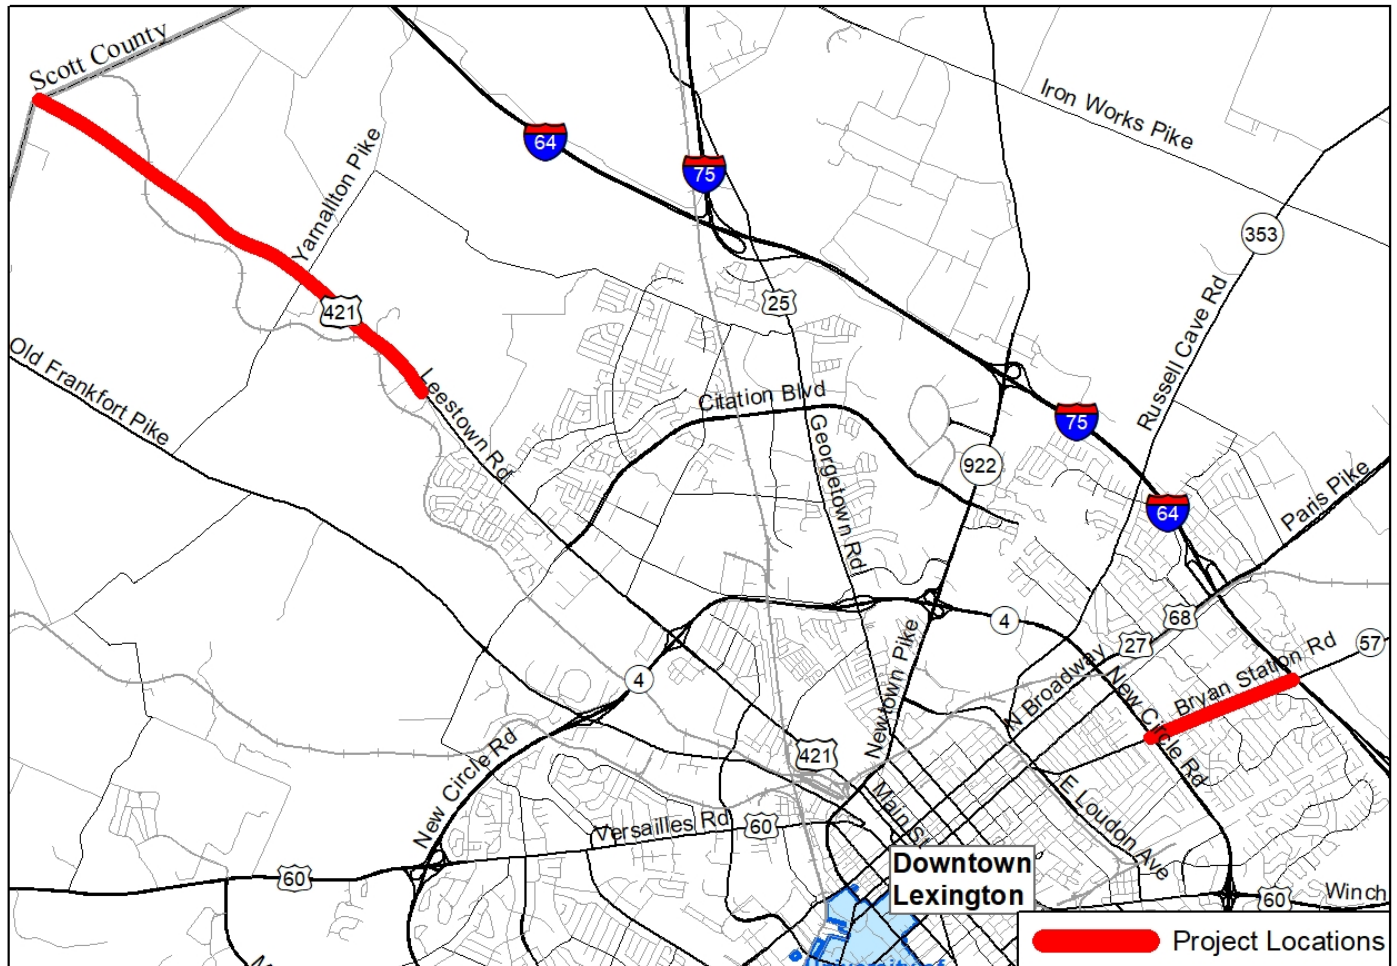 Scott County
64
75
Iron Works Pike
Yarnallton Pike
353
421
25
Old Frankfort Pike
Leestown Rd
Citation Blvd
Russell Cave Rd
75
Georgetown Rd
922
64
Paris Pike
4
68
27
57
Bryan Station Rd
4
Newtown Pike
N Broadway
New Circle Rd
New Circle Rd
421
Main St
E Loudon Ave
Versailles Rd
60
60
Downtown
Lexington
60
Winch
University of
Project Locations